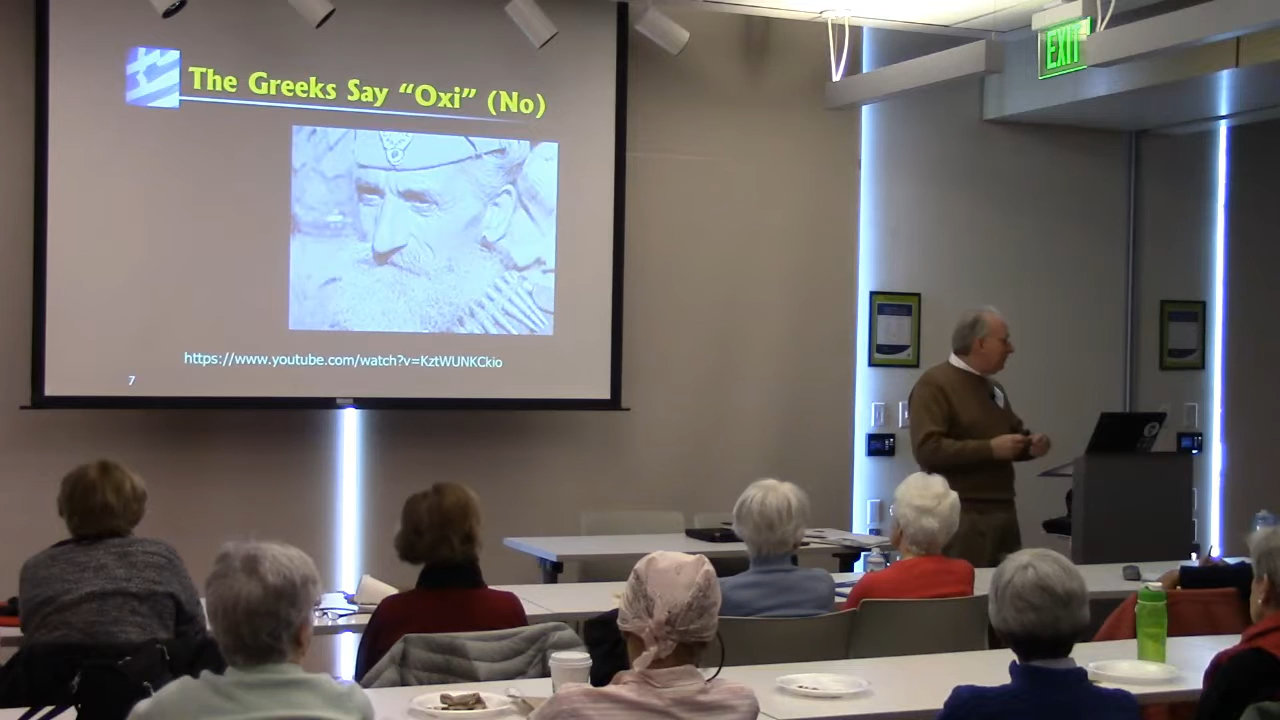 The Greeks Say “Oxi” (No)
https://www.youtube.com/watch?v=KztWUNKCkio
7
EXIT